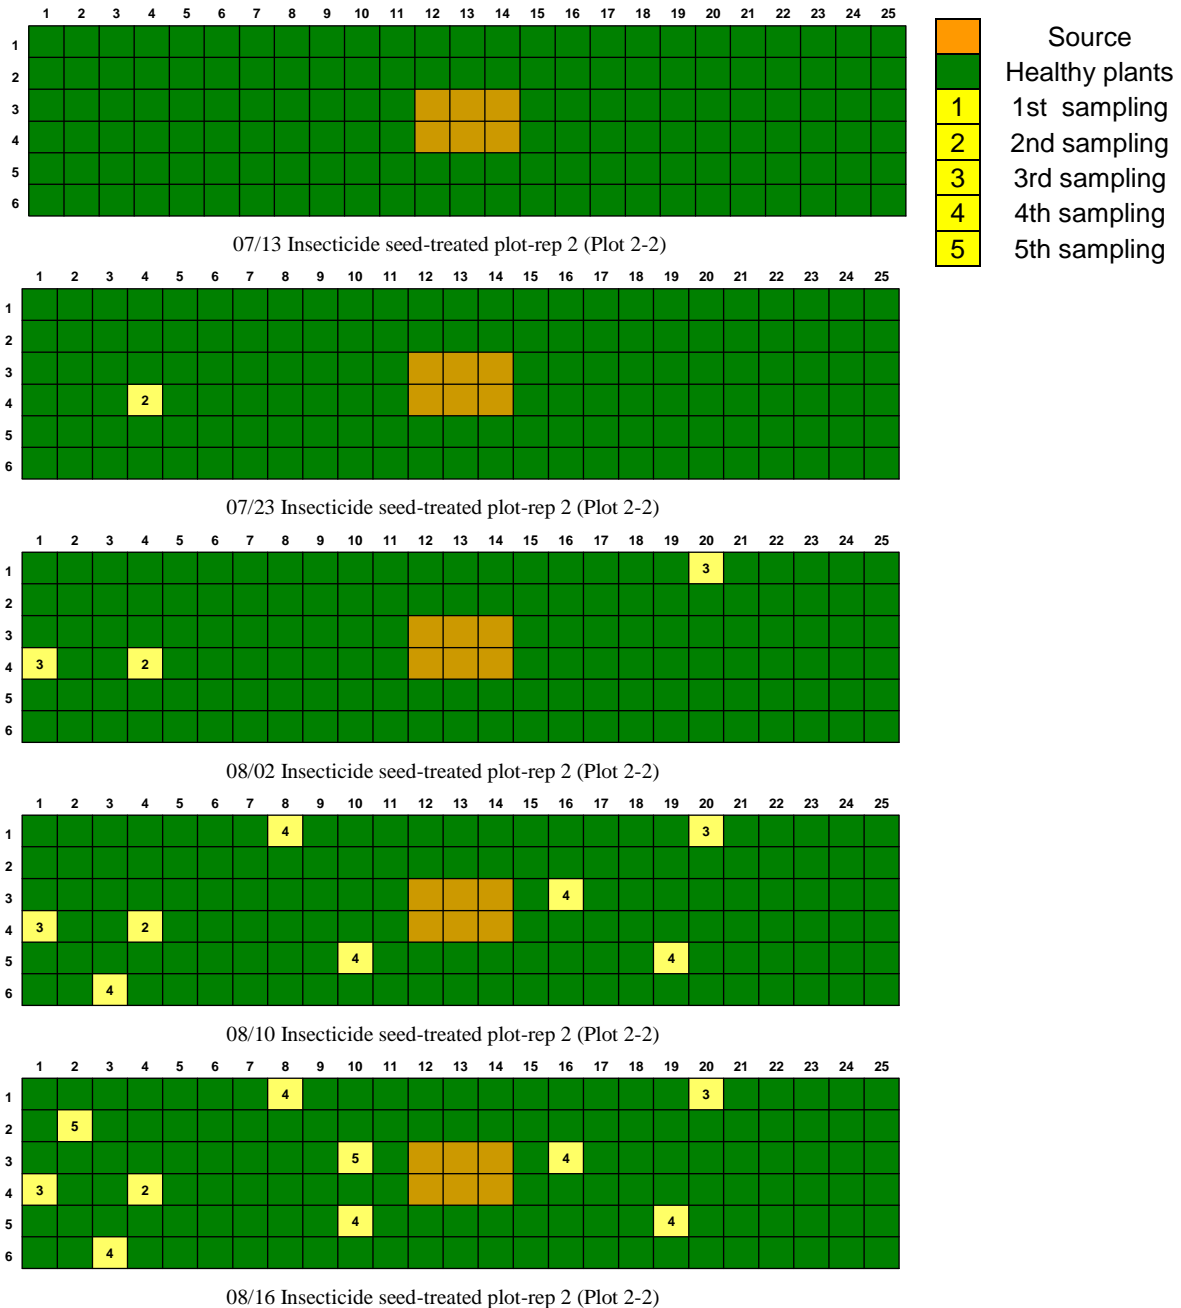 1 2 3 4 5 6 7 8 9 10 11 12 13 14 15 16 17 18 19 20 21 22 23 24 25
1
2
3
4
5
6
07/13 Insecticide seed-treated plot-rep 2 (Plot 2-2)
Source
Healthy plants
1 1st sampling
2 2nd sampling
3 3rd sampling
4 4th sampling
5 5th sampling
1 2 3 4 5 6 7 8 9 10 11 12 13 14 15 16 17 18 19 20 21 22 23 24 25
1
2
3
4 2
5
6
07/23 Insecticide seed-treated plot-rep 2 (Plot 2-2)
1 2 3 4 5 6 7 8 9 10 11 12 13 14 15 16 17 18 19 20 21 22 23 24 25
1 3
2
3
4 3 2
5
6
08/02 Insecticide seed-treated plot-rep 2 (Plot 2-2)
1 2 3 4 5 6 7 8 9 10 11 12 13 14 15 16 17 18 19 20 21 22 23 24 25
1 4 3
2
3 4
4 3 2
5 4 4
6 4
08/10 Insecticide seed-treated plot-rep 2 (Plot 2-2)
1 2 3 4 5 6 7 8 9 10 11 12 13 14 15 16 17 18 19 20 21 22 23 24 25
1 4 3
2 5
3 5 4
4 3 2
5 4 4
6 4
08/16 Insecticide seed-treated plot-rep 2 (Plot 2-2)